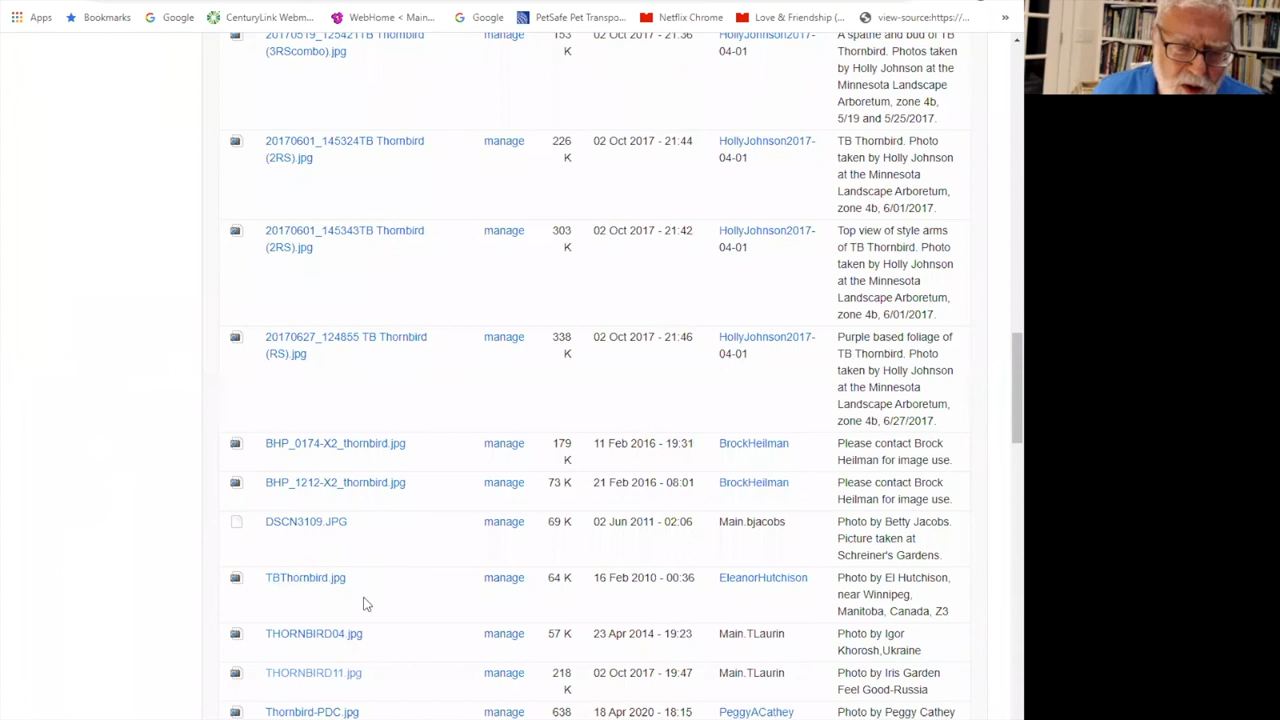 Apps Bookmarks Google CenturyLink Webm... WebHome < Main... Google PetSafe Pet Transpo... Netflix Chrome Love & Friendship (... view-source:https://... »
20170519_125421TB Thornbird manage 153 02 Oct 2017 - 21:36 HollyJohnson2017- A spathe and bud of TB
(3RScombo).jpg K 04-01 Thornbird. Photos taken
by Holly Johnson at the
Minnesota Landscape
Arboretum, zone 4b,
5/19 and 5/25/2017.
20170601_145324TB Thornbird manage 226 02 Oct 2017 - 21:44 HollyJohnson2017- TB Thornbird. Photo
(2RS).jpg K 04-01 taken by Holly Johnson
at the Minnesota
Landscape Arboretum,
zone 4b, 6/01/2017.
20170601_145343TB Thornbird manage 303 02 Oct 2017 - 21:42 HollyJohnson2017- Top view of style arms
(2RS).jpg K 04-01 of TB Thornbird. Photo
taken by Holly Johnson
at the Minnesota
Landscape Arboretum,
zone 4b, 6/01/2017.
20170627_124855 TB Thornbird manage 338 02 Oct 2017 - 21:46 HollyJohnson2017- Purple based foliage of
(RS).jpg K 04-01 TB Thornbird. Photo
taken by Holly Johnson
at the Minnesota
Landscape Arboretum,
zone 4b, 6/27/2017.
BHP_0174-X2_thornbird.jpg manage 179 11 Feb 2016 - 19:31 BrockHeilman Please contact Brock
K Heilman for image use.
BHP_1212-X2_thornbird.jpg manage 73 K 21 Feb 2016 - 08:01 BrockHeilman Please contact Brock
Heilman for image use.
DSCN3109.JPG manage 69 K 02 Jun 2011 - 02:06 Main.bjacobs Photo by Betty Jacobs.
Picture taken at
Schreiner's Gardens.
TBThornbird.jpg manage 64 K 16 Feb 2010 - 00:36 EleanorHutchison Photo by El Hutchison,
near Winnipeg,
Manitoba, Canada, Z3
THORNBIRD04.jpg manage 57 K 23 Apr 2014 - 19:23 Main.TLaurin Photo by Igor
Khorosh,Ukraine
THORNBIRD11.jpg manage 218 02 Oct 2017 - 19:47 Main.TLaurin Photo by Iris Garden
K Feel Good-Russia
Thornbird-PDC.jpg manage 638 18 Apr 2020 - 18:15 PeggyACathey Photo by Peggy Cathey